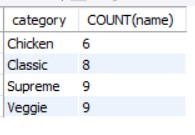 category COUNT(name)
Chicken 6
Classic 8
Supreme 9
Veggie 9